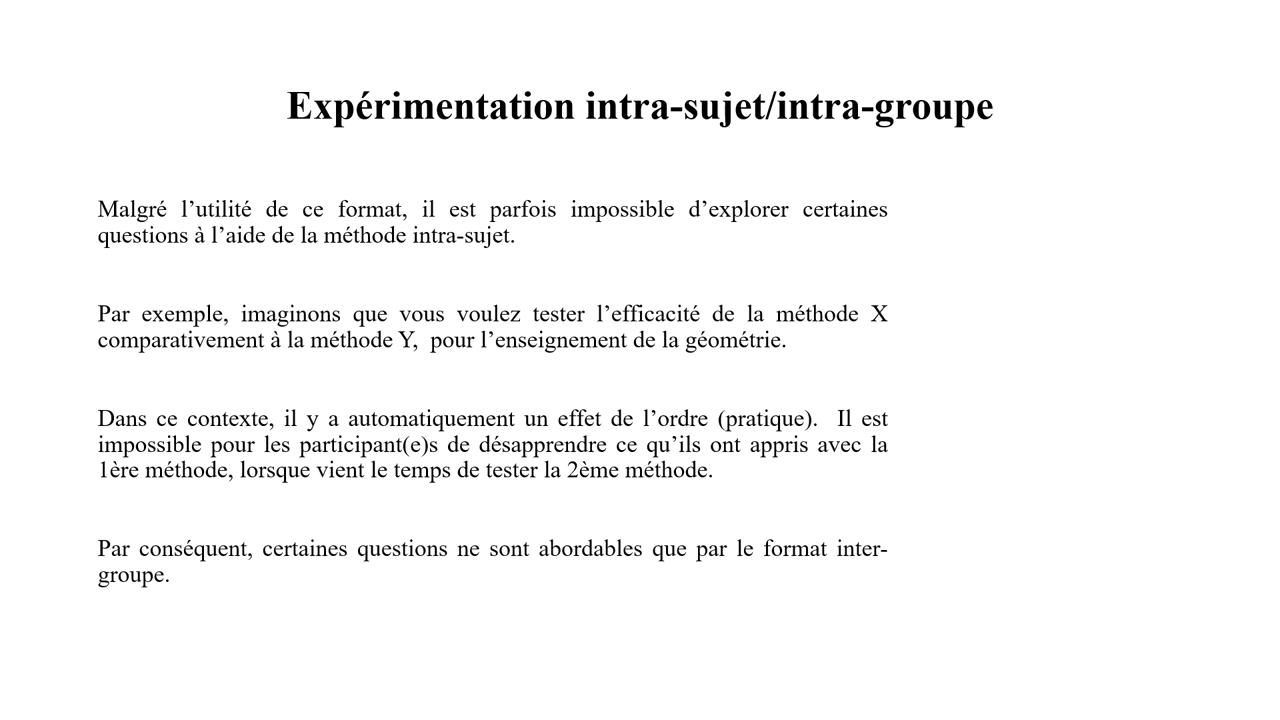 Expérimentation intra-sujet/intra-groupe
Malgré l’utilité de ce format, il est parfois impossible d’explorer certaines
questions à l’aide de la méthode intra-sujet.
Par exemple, imaginons que vous voulez tester l’efficacité de la méthode X
comparativement à la méthode Y,  pour l’enseignement de la géométrie.
Dans ce contexte, il y a automatiquement un effet de l’ordre (pratique).  Il est
impossible pour les participant(e)s de désapprendre ce qu’ils ont appris avec la
1ère méthode, lorsque vient le temps de tester la 2ème méthode.
Par conséquent, certaines questions ne sont abordables que par le format inter-
groupe.